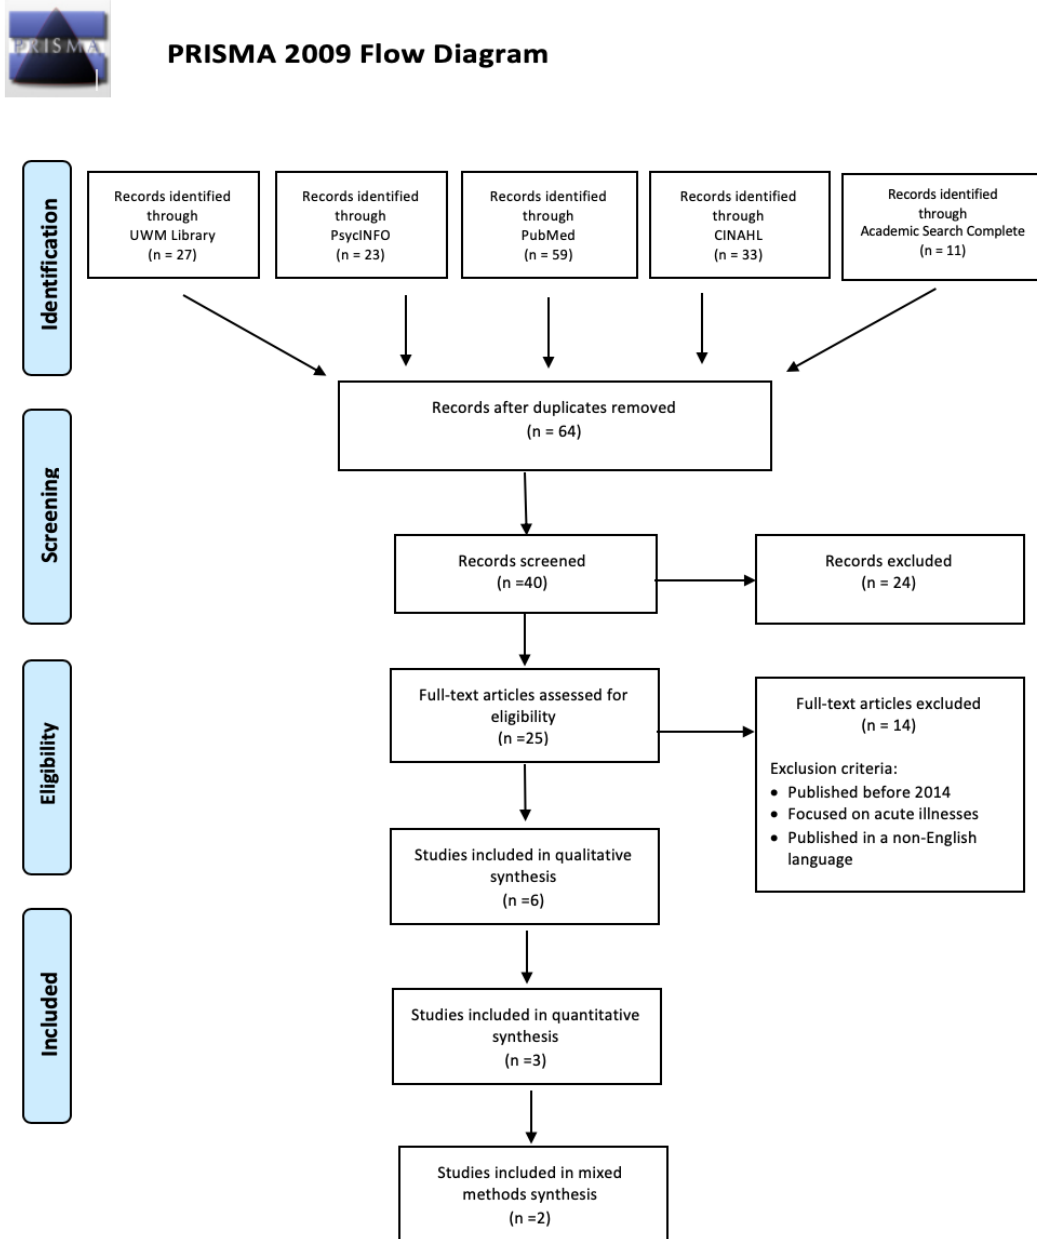 PRISMA
PRISMA 2009 Flow Diagram
Identification
Records identified
through
UWM Library
(n = 27)
Records identified
through
PsycINFO
(n = 23)
Records identified
through
PubMed
(n = 59)
Records identified
through
CINAHL
(n = 33)
Records identified
through
Academic Search Complete
(n = 11)
Records after duplicates removed
(n = 64)
Screening
Records screened
(n =40)
Records excluded
(n = 24)
Eligibility
Full-text articles assessed for
eligibility
(n =25)
Full-text articles excluded
(n = 14)
Exclusion criteria:
• Published before 2014
• Focused on acute illnesses
• Published in a non-English
language
Studies included in qualitative
synthesis
(n =6)
Included
Studies included in quantitative
synthesis
(n =3)
Studies included in mixed
methods synthesis
(n =2)